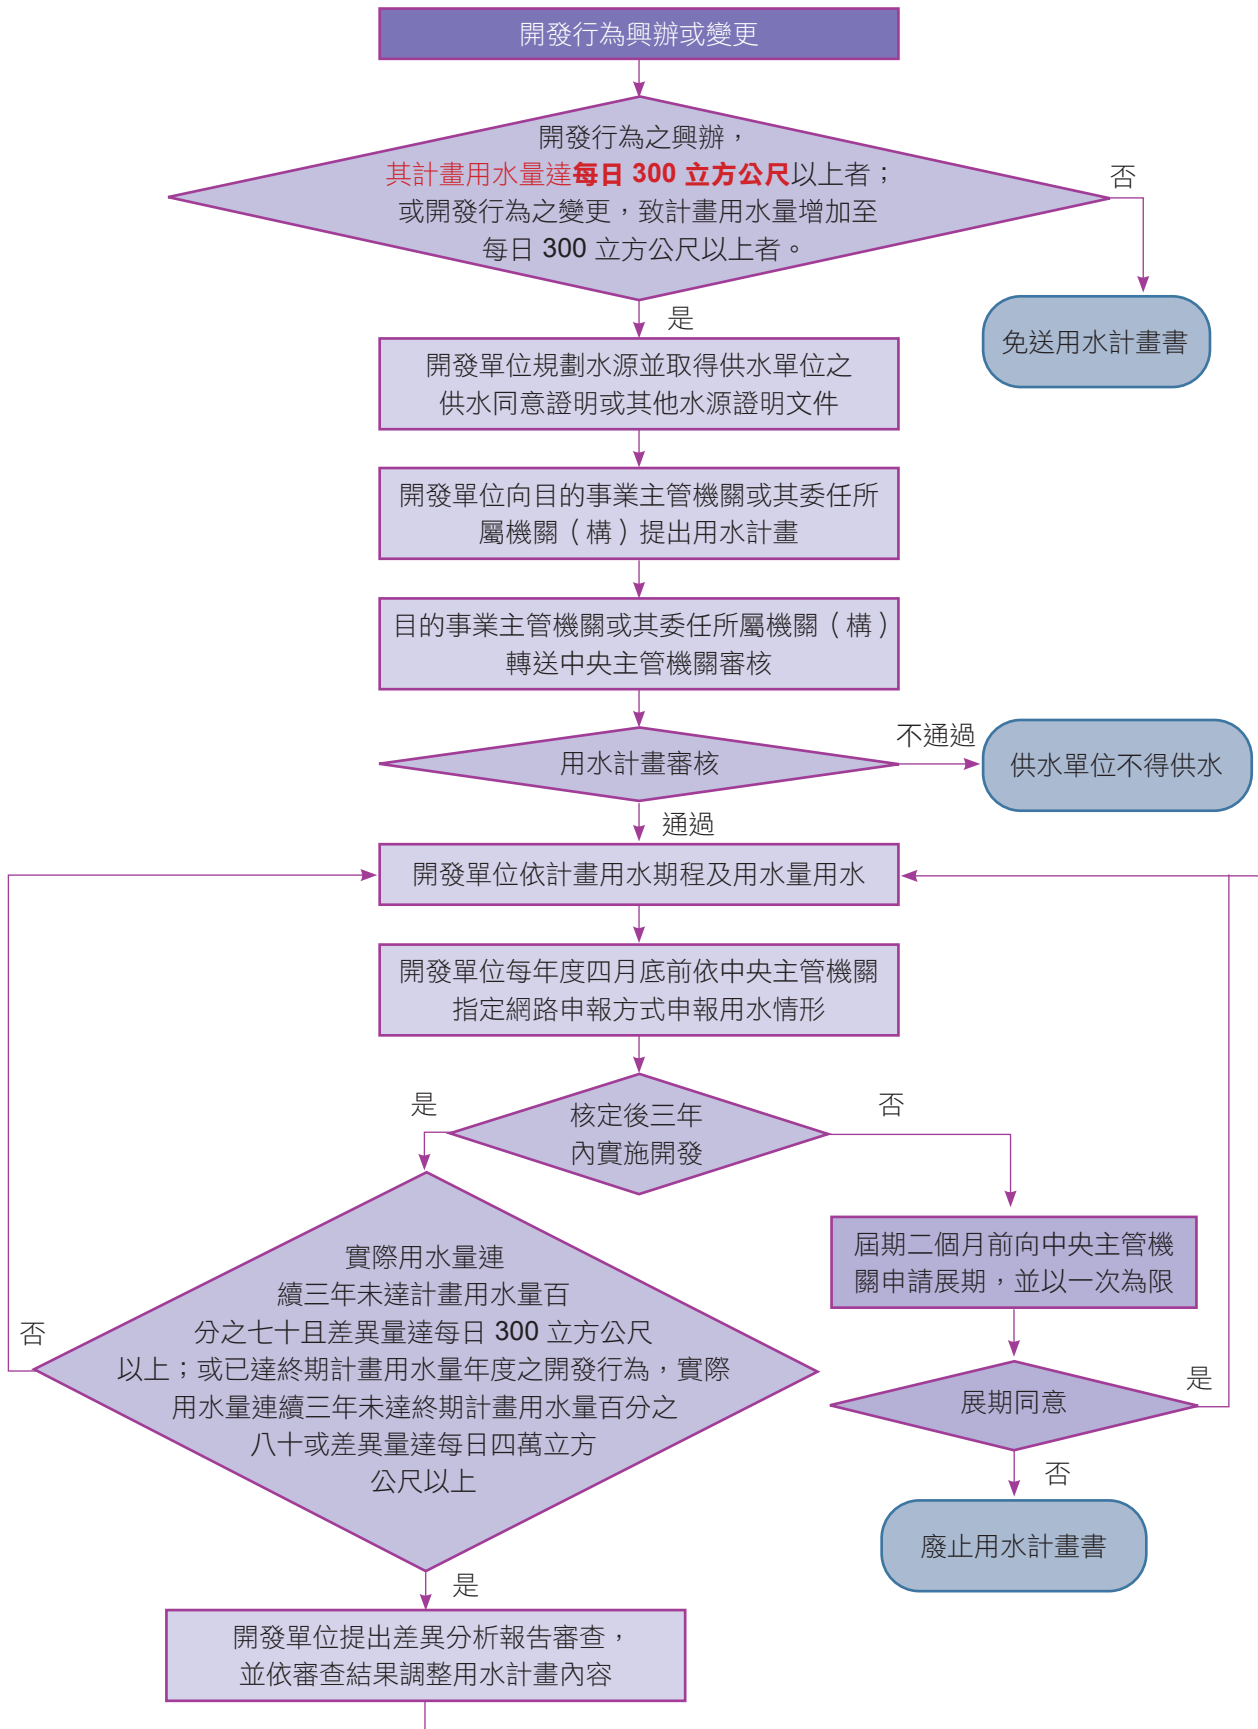 開發行為興辦或變更
開發行為之興辦，
其計畫用水量達每日 300 立方公尺以上者；
或開發行為之變更，致計畫用水量增加至
每日 300 立方公尺以上者。
否
免送用水計畫書
是
開發單位規劃水源並取得供水單位之
供水同意證明或其他水源證明文件
開發單位向目的事業主管機關或其委任所
屬機關（構）提出用水計畫
目的事業主管機關或其委任所屬機關（構）
轉送中央主管機關審核
用水計畫審核
不通過
供水單位不得供水
通過
開發單位依計畫用水期程及用水量用水
開發單位每年度四月底前依中央主管機關
指定網路申報方式申報用水情形
核定後三年
內實施開發
是
否
實際用水量連
續三年未達計畫用水量百
分之七十且差異量達每日 300 立方公尺
以上；或已達終期計畫用水量年度之開發行為，實際
用水量連續三年未達終期計畫用水量百分之
八十或差異量達每日四萬立方
公尺以上
否
屆期二個月前向中央主管機
關申請展期，並以一次為限
展期同意
是
否
廢止用水計畫書
是
開發單位提出差異分析報告審查，
並依審查結果調整用水計畫內容